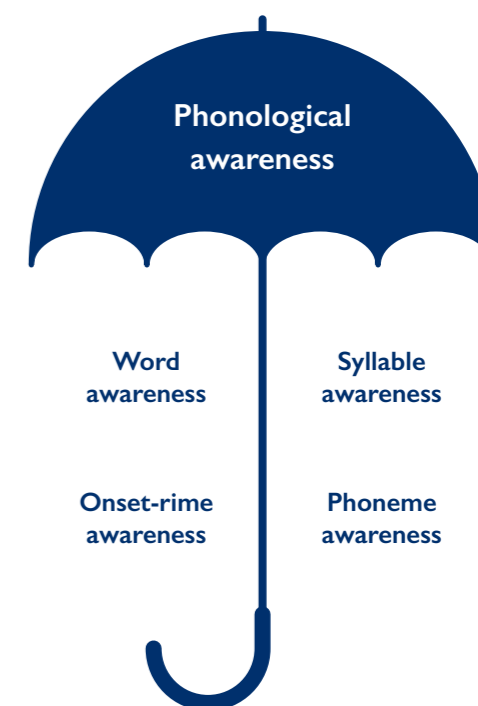 Phonological
awareness
Word
awareness
Syllable
awareness
Onset-rime
awareness
Phoneme
awareness